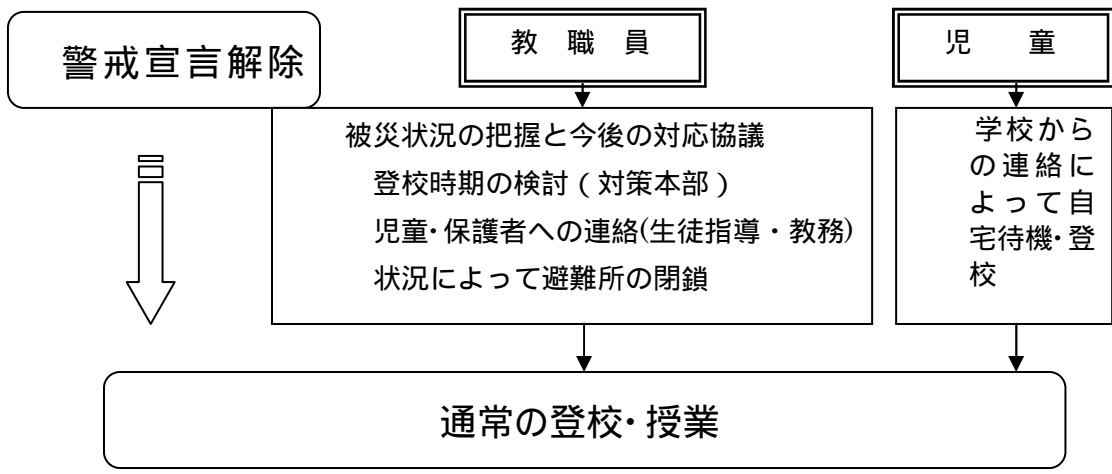 警戒宣言解除
教職員
児童
被災状況の把握と今後の対応協議
登校時期の検討(対策本部)
児童・保護者への連絡(生徒指導・教務)
状況によって避難所の閉鎖
学校から
の連絡に
よって自
宅待機・登
校
通常の登校・授業